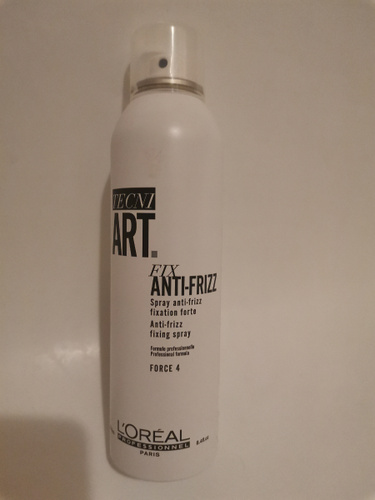 TECNI
ART.
FIX
ANTI-FRIZZ
Spray anti-frizz
fixation forte
Anti-frizz
fixing spray
Formule professionnelle
Professional formula
FORCE 4
L'ORÉAL
PROFESSIONNEL
PARIS